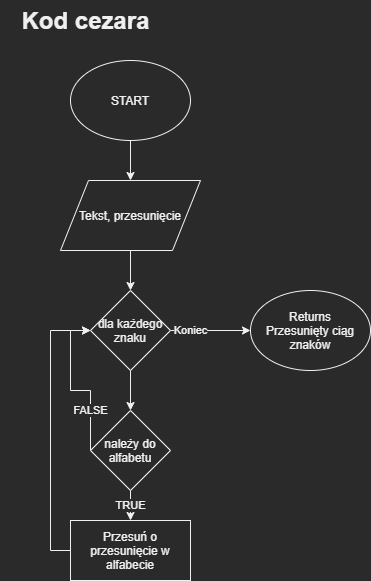 Kod cezara
START
Tekst, przesunięcie
dla każdego
znaku
Koniec
Returns
Przesunięty ciąg
znaków
FALSE
należy do
alfabetu
TRUE
Przesuń o
przesunięcie w
alfabecie